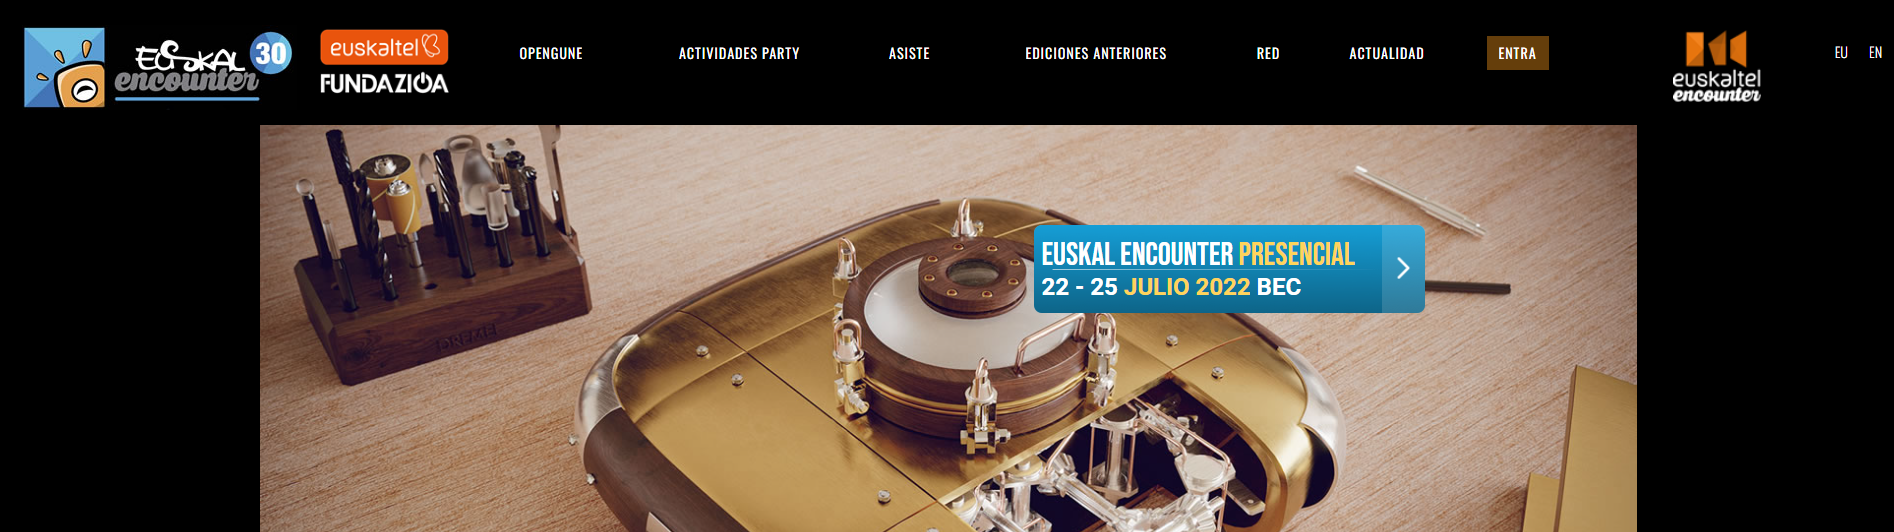 EUSKAL
encounter
30
euskaltel
FUNDAZIOA
OPENGUNE
ACTIVIDADES PARTY
ASISTE
EDICIONES ANTERIORES
RED
ACTUALIDAD
ENTRA
euskaltel
encounter
EU
EN
EUSKAL ENCOUNTER PRESENCIAL
22 - 25 JULIO 2022 BEC
DREMEL